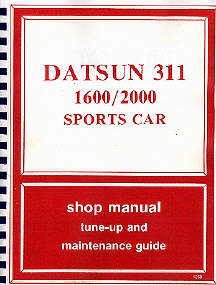 DATSUN 311
1600/2000
SPORTS CAR
shop manual
tune-up and
maintenance guide